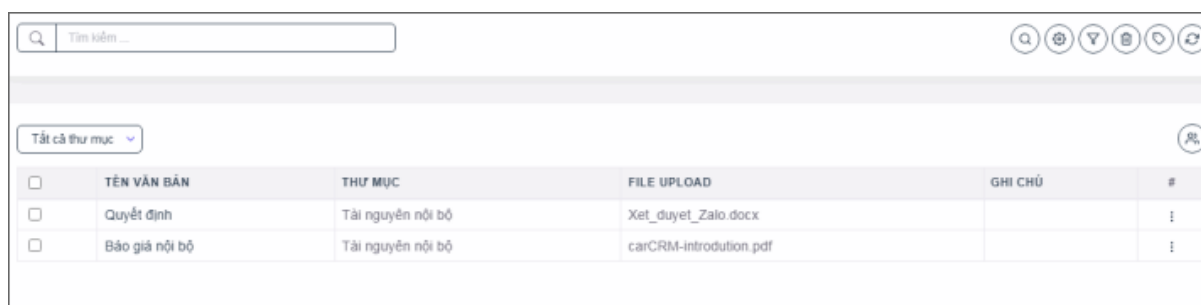 Tìm kiếm ...
Tất cả thư mục
TÊN VĂN BẢN THƯ MỤC FILE UPLOAD GHI CHÚ #
Quyết định Tài nguyên nội bộ Xet_duyet_Zalo.docx
Báo giá nội bộ Tài nguyên nội bộ carCRM-introdution.pdf